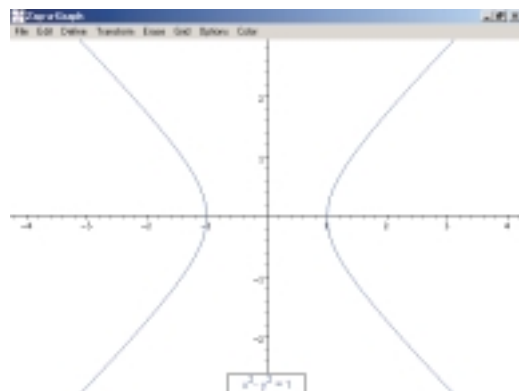 Zap-a-Graph
File Edit Define Transform Erase Grid Options Color
2
1
-4 -3 -2 -1 1 2 3 4
-1
-2
x² - y² = 1